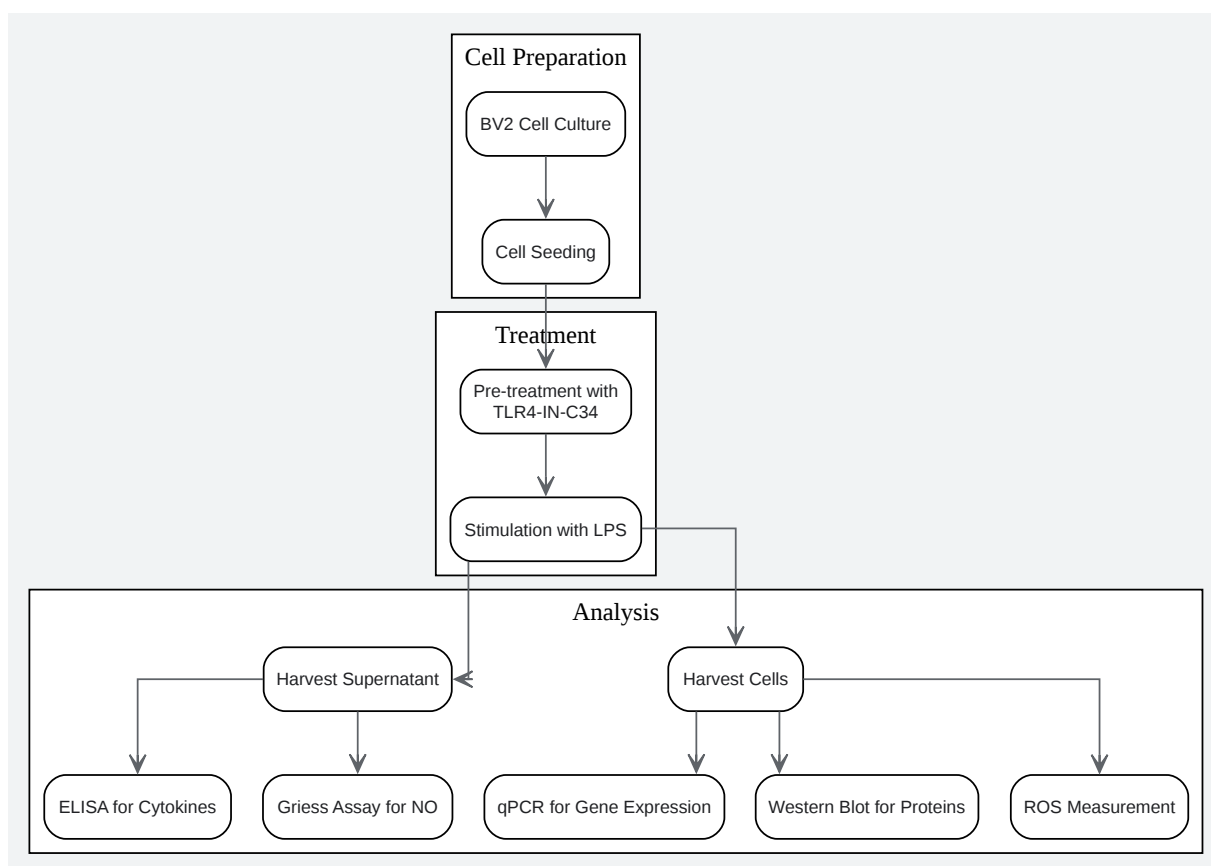 Cell Preparation
BV2 Cell Culture
Cell Seeding
Treatment
Pre-treatment with
TLR4-IN-C34
Stimulation with LPS
Analysis
Harvest Supernatant
Harvest Cells
ELISA for Cytokines
Griess Assay for NO
qPCR for Gene Expression
Western Blot for Proteins
ROS Measurement